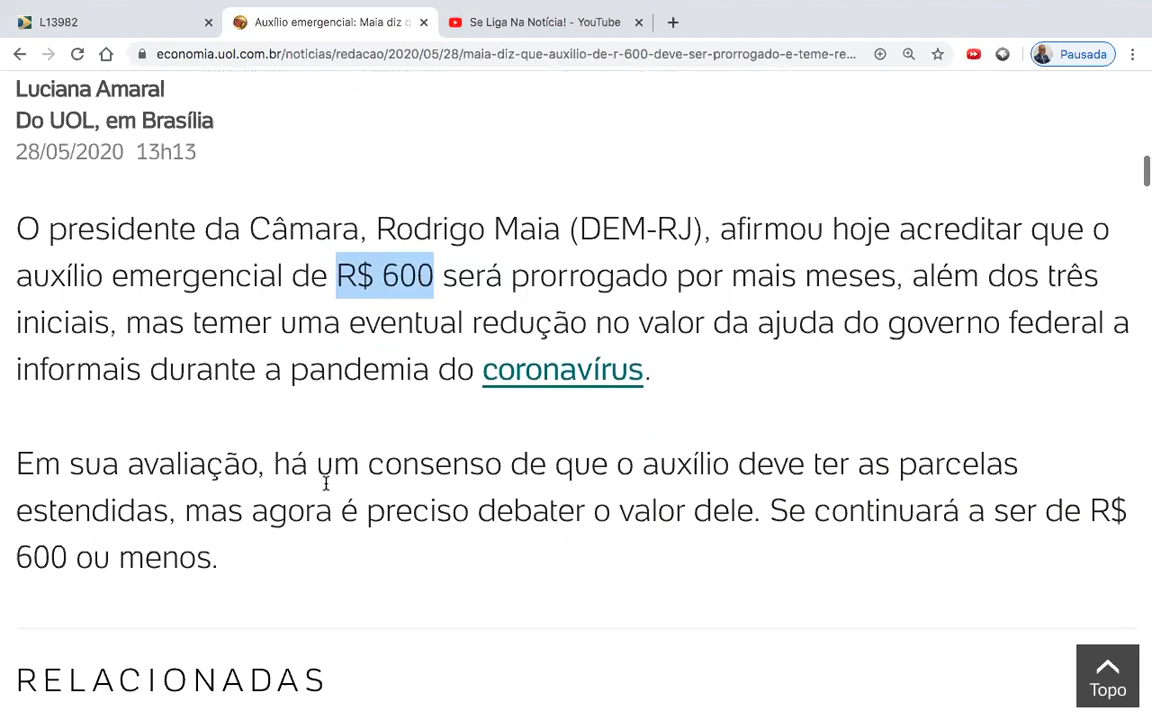 L13982
Auxílio emergencial: Maia diz q
Se Liga Na Notícia! - YouTube
economia.uol.com.br/noticias/redacao/2020/05/28/maia-diz-que-auxilio-de-r-600-deve-ser-prorrogado-e-teme-re...
Pausada
Luciana Amaral
Do UOL, em Brasília
28/05/2020 13h13
O presidente da Câmara, Rodrigo Maia (DEM-RJ), afirmou hoje acreditar que o
auxílio emergencial de R$ 600 será prorrogado por mais meses, além dos três
iniciais, mas temer uma eventual redução no valor da ajuda do governo federal a
informais durante a pandemia do coronavírus.
Em sua avaliação, há um consenso de que o auxílio deve ter as parcelas
estendidas, mas agora é preciso debater o valor dele. Se continuará a ser de R$
600 ou menos.
RELACIONADAS
Topo